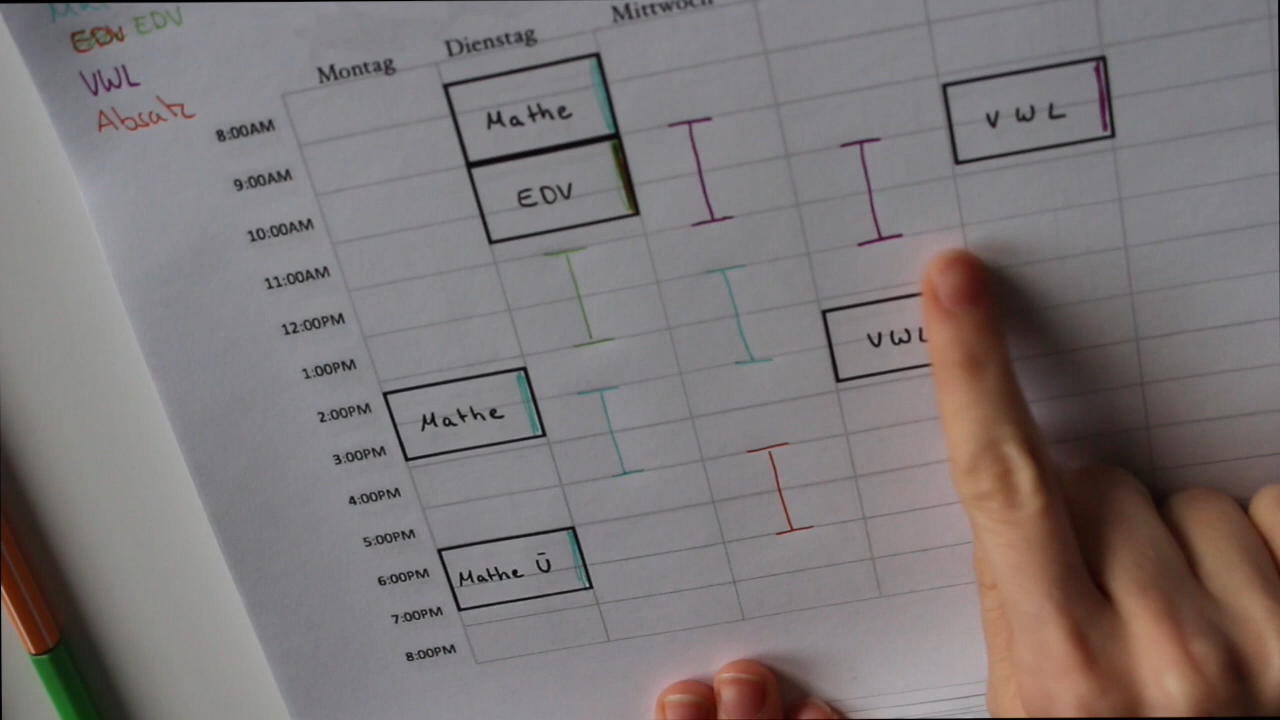 EDV EDV
VWL
Absatz
Montag
Dienstag
Mittwoch
8:00AM
9:00AM
10:00AM
11:00AM
12:00PM
1:00PM
2:00PM
3:00PM
4:00PM
5:00PM
6:00PM
7:00PM
8:00PM
Mathe
EDV
VWL
VWL
Mathe
Mathe Ü